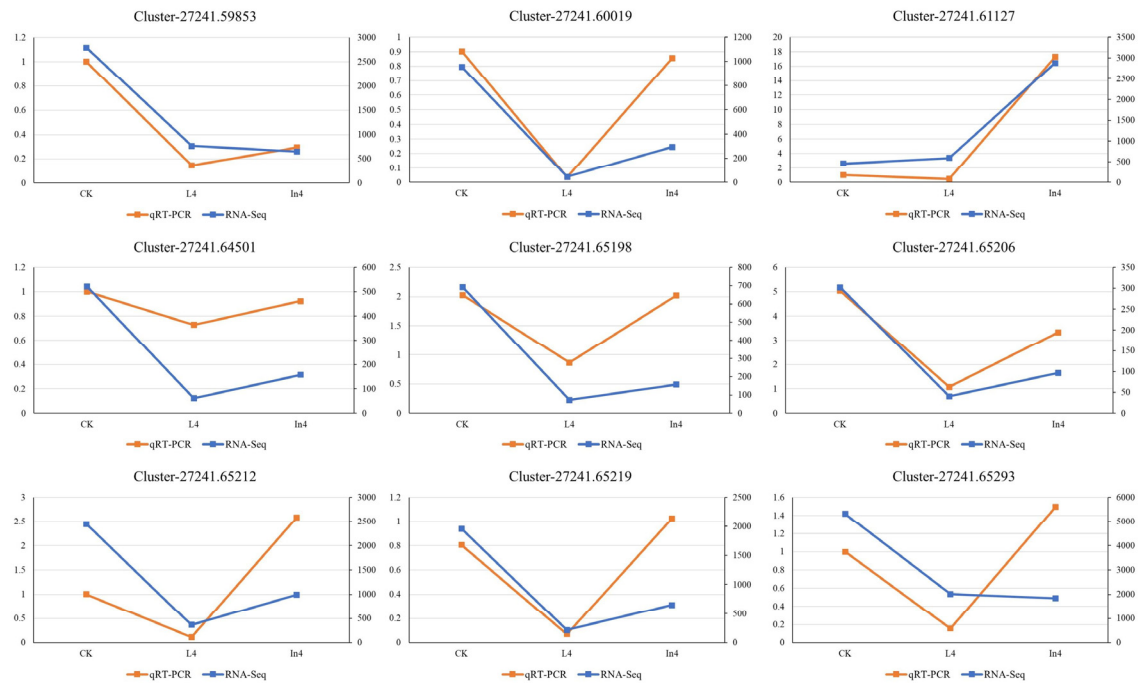 Cluster-27241.59853
1.2 3000
1 2500
0.8 2000
0.6 1500
0.4 1000
0.2 500
0 0
CK L4 In4
qRT-PCR RNA-Seq
Cluster-27241.60019
1 1200
0.9
0.8 1000
0.7 800
0.6
0.5 600
0.4
0.3 400
0.2 200
0.1
0 0
CK L4 In4
qRT-PCR RNA-Seq
Cluster-27241.61127
20 3500
18 3000
16
14 2500
12 2000
10
8 1500
6 1000
4
2 500
0 0
CK L4 In4
qRT-PCR RNA-Seq
Cluster-27241.64501
1.2 600
1 500
0.8 400
0.6 300
0.4 200
0.2 100
0 0
CK L4 In4
qRT-PCR RNA-Seq
Cluster-27241.65198
2.5 800
2 700
600
1.5 500
400
1 300
0.5 200
100
0 0
CK L4 In4
qRT-PCR RNA-Seq
Cluster-27241.65206
6 350
5 300
4 250
200
3 150
2 100
1 50
0 0
CK L4 In4
qRT-PCR RNA-Seq
Cluster-27241.65212
3 3000
2.5 2500
2 2000
1.5 1500
1 1000
0.5 500
0 0
CK L4 In4
qRT-PCR RNA-Seq
Cluster-27241.65219
1.2 2500
1 2000
0.8 1500
0.6
0.4 1000
0.2 500
0 0
CK L4 In4
qRT-PCR RNA-Seq
Cluster-27241.65293
1.6 6000
1.4 5000
1.2
1 4000
0.8 3000
0.6 2000
0.4
0.2 1000
0 0
CK L4 In4
qRT-PCR RNA-Seq